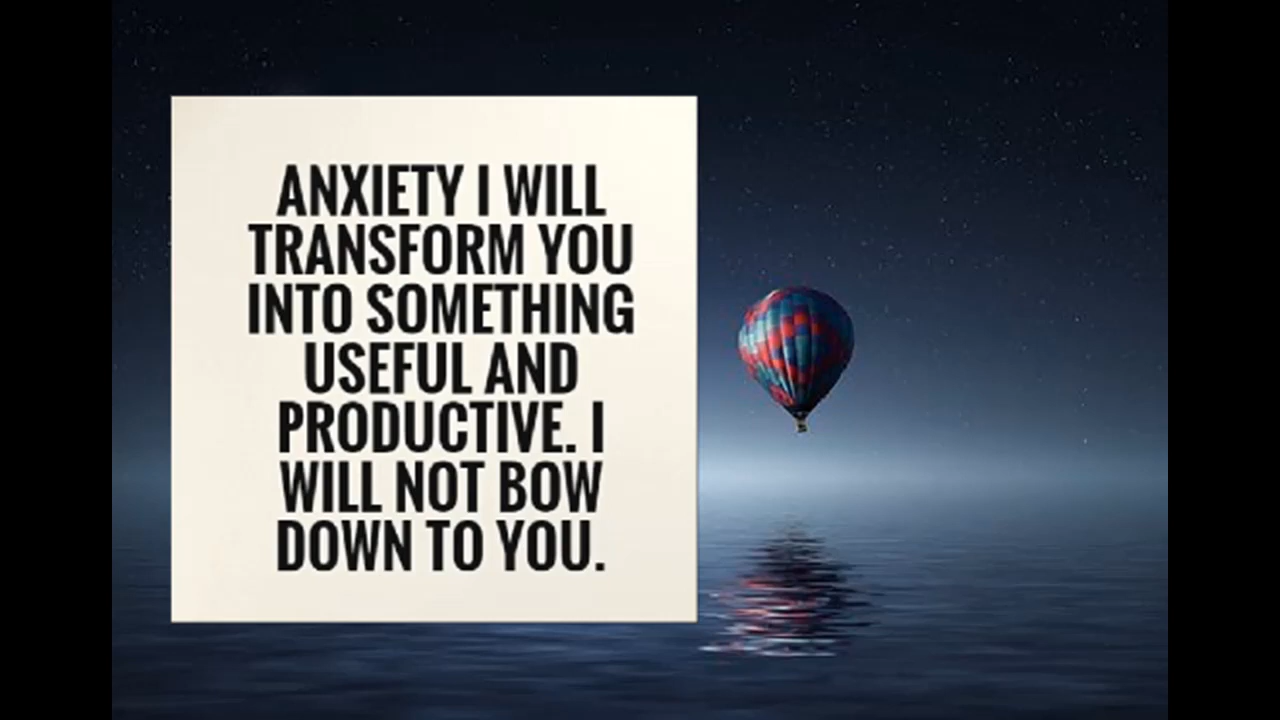 ANXIETY I WILL
TRANSFORM YOU
INTO SOMETHING
USEFUL AND
PRODUCTIVE. I
WILL NOT BOW
DOWN TO YOU.